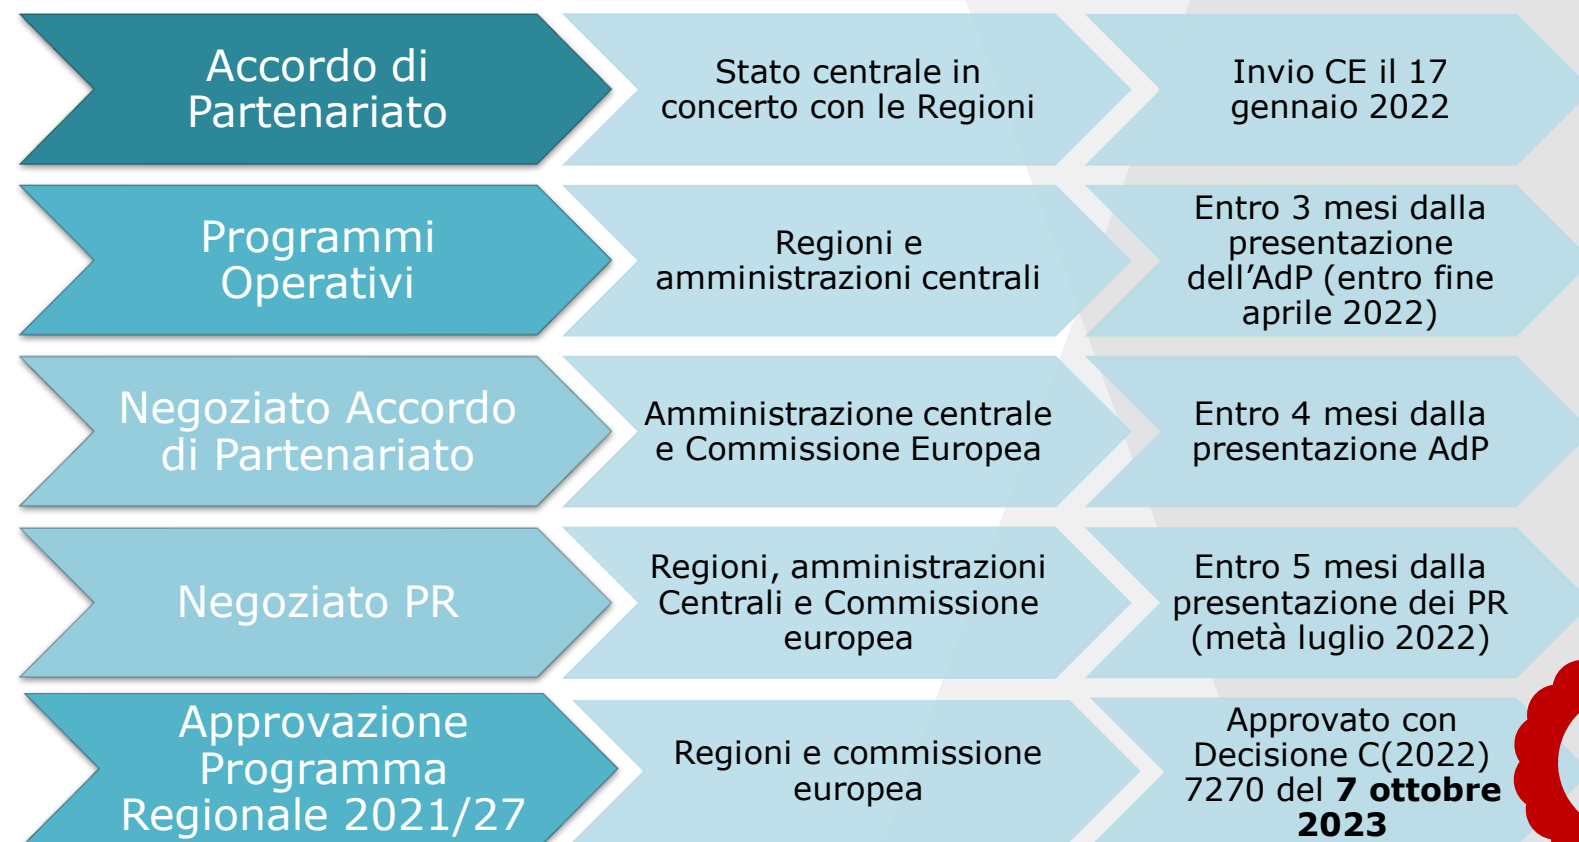 Accordo di
Partenariato
Stato centrale in
concerto con le Regioni
Invio CE il 17
gennaio 2022
Programmi
Operativi
Regioni e
amministrazioni centrali
Entro 3 mesi dalla
presentazione
dell’AdP (entro fine
aprile 2022)
Negoziato Accordo
di Partenariato
Amministrazione centrale
e Commissione Europea
Entro 4 mesi dalla
presentazione AdP
Negoziato PR
Regioni, amministrazioni
Centrali e Commissione
europea
Entro 5 mesi dalla
presentazione dei PR
(metà luglio 2022)
Approvazione
Programma
Regionale 2021/27
Regioni e commissione
europea
Approvato con
Decisione C(2022)
7270 del 7 ottobre
2023